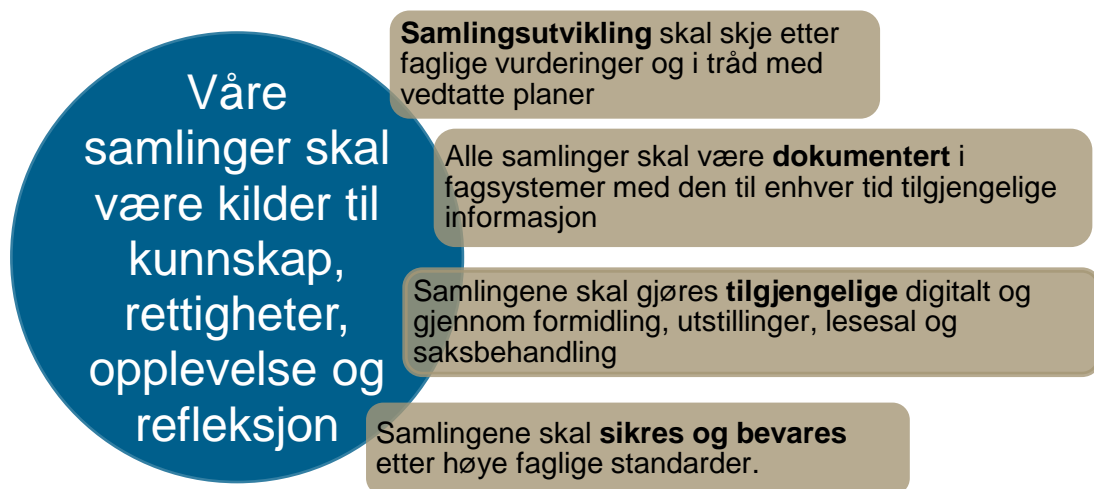 Våre
samlinger skal
være kilder til
kunnskap,
rettigheter,
opplevelse og
refleksjon
Samlingsutvikling skal skje etter
faglige vurderinger og i tråd med
vedtatte planer
Alle samlinger skal være dokumentert i
fagsystemer med den til enhver tid tilgjengelige
informasjon
Samlingene skal gjøres tilgjengelige digitalt og
gjennom formidling, utstillinger, lesesal og
saksbehandling
Samlingene skal sikres og bevares
etter høye faglige standarder.